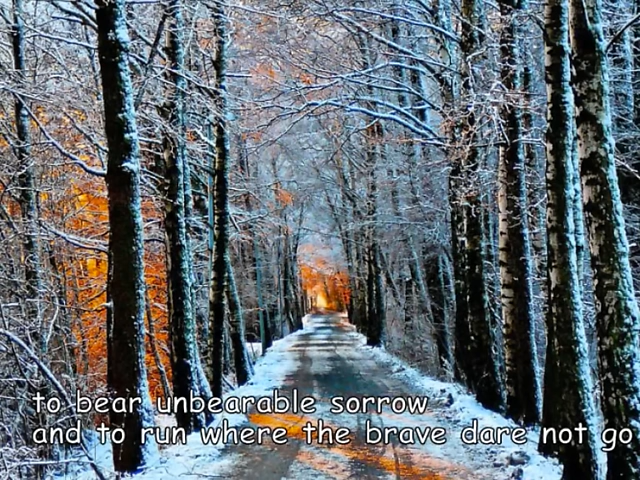 to bear unbearable sorrow
and to run where the brave dare not go